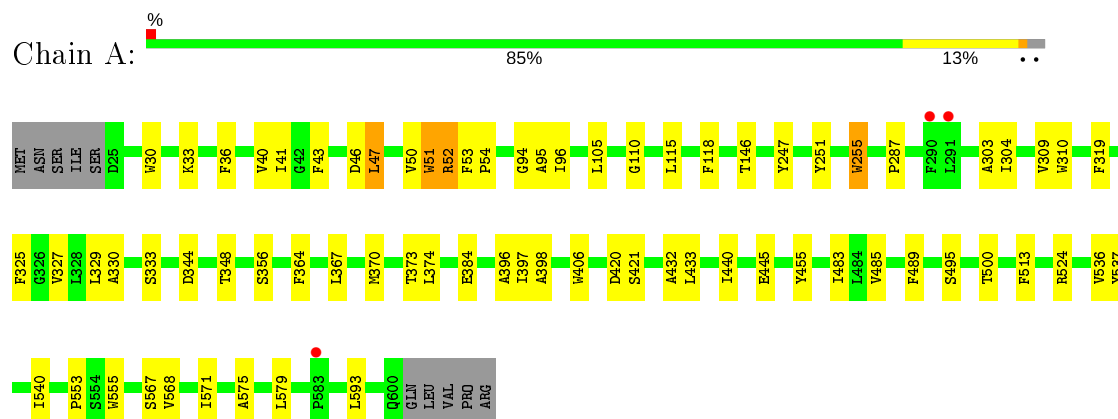 %
Chain A:
85% 13% • •
MET ASN SER ILE SER D25 W30 K33 F36 V40 I41 G42 F43 D46 L47 V50 W51 R52 F53 P54 G94 A95 I96 L105 G110 L115 F118 T146 Y247 Y251 W255 P287 F290 L291 A303 I304 V309 W310 F319
F325 G326 V327 L328 L329 A330 S333 D344 T348 S356 F364 L367 M370 T373 L374 E384 A396 I397 A398 W406 D420 S421 A432 L433 I440 E445 Y455 I483 L484 V485 F489 S495 T500 F513 R524 V536 Y537
I540 P553 S554 W555 S567 V568 I571 A575 L579 P583 L593 Q600 GLN LEU VAL PRO ARG